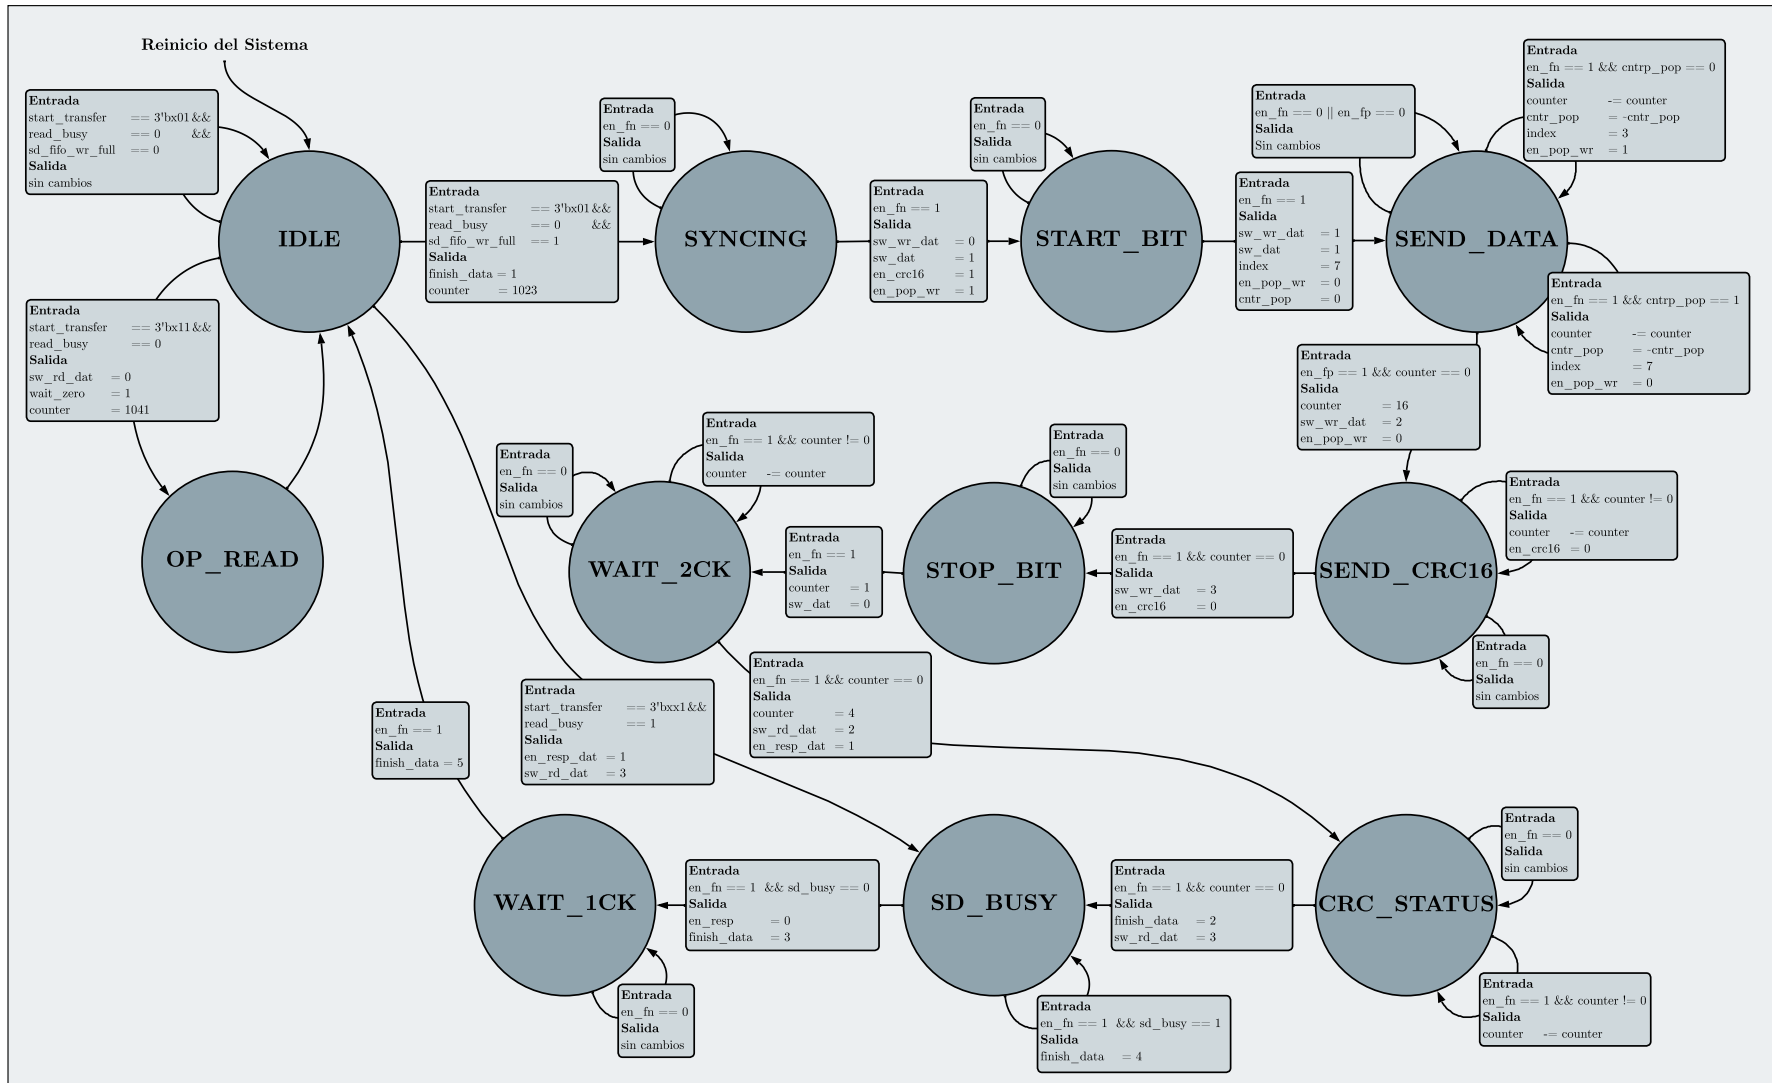 Reinicio del Sistema
Entrada
start_transfer == 3'bx01 &&
read_busy == 0 &&
sd_fifo_wr_full == 0
Salida
sin cambios
IDLE
Entrada
start_transfer == 3'bx01 &&
read_busy == 0 &&
sd_fifo_wr_full == 1
Salida
finish_data = 1
counter = 1023
Entrada
en_fn == 0
Salida
sin cambios
SYNCING
Entrada
en_fn == 1
Salida
sw_wr_dat = 0
sw_dat = 1
en_crc16 = 1
en_pop_wr = 1
Entrada
en_fn == 0
Salida
sin cambios
START_BIT
Entrada
en_fn == 1
Salida
sw_wr_dat = 1
sw_dat = 1
index = 7
en_pop_wr = 0
cntr_pop = 0
Entrada
en_fn == 0 || en_fp == 0
Salida
Sin Cambios
Entrada
en_fn == 1 && cntrp_pop == 0
Salida
counter -= counter
cntr_pop = -cntr_pop
index = 3
en_pop_wr = 1
SEND_DATA
Entrada
en_fn == 1 && cntrp_pop == 1
Salida
counter -= counter
cntr_pop = -cntr_pop
index = 7
en_pop_wr = 0
Entrada
start_transfer == 3'bx11 &&
read_busy == 0
Salida
sw_rd_dat = 0
wait_zero = 1
counter = 1041
OP_READ
Entrada
en_fp == 1 && counter == 0
Salida
counter = 16
sw_wr_dat = 2
en_pop_wr = 0
Entrada
en_fn == 0
Salida
sin cambios
Entrada
en_fn == 1 && counter != 0
Salida
counter -= counter
WAIT_2CK
Entrada
en_fn == 1
Salida
counter = 1
sw_dat = 0
Entrada
en_fn == 0
Salida
sin cambios
STOP_BIT
Entrada
en_fn == 1 && counter == 0
Salida
sw_wr_dat = 3
en_crc16 = 0
Entrada
en_fn == 1 && counter != 0
Salida
counter -= counter
en_crc16 = 0
SEND_CRC16
Entrada
en_fn == 0
Salida
sin cambios
Entrada
en_fn == 1
Salida
finish_data = 5
Entrada
start_transfer == 3'bxx1 &&
read_busy == 1
Salida
en_resp_dat = 1
sw_rd_dat = 3
Entrada
en_fn == 1 && counter == 0
Salida
counter = 4
sw_rd_dat = 2
en_resp_dat = 1
WAIT_1CK
Entrada
en_fn == 0
Salida
sin cambios
Entrada
en_fn == 1 && sd_busy == 0
Salida
en_resp = 0
finish_data = 3
SD_BUSY
Entrada
en_fn == 1 && sd_busy == 1
Salida
finish_data = 4
Entrada
en_fn == 1 && counter == 0
Salida
finish_data = 2
sw_rd_dat = 3
Entrada
en_fn == 0
Salida
sin cambios
CRC_STATUS
Entrada
en_fn == 1 && counter != 0
Salida
counter -= counter